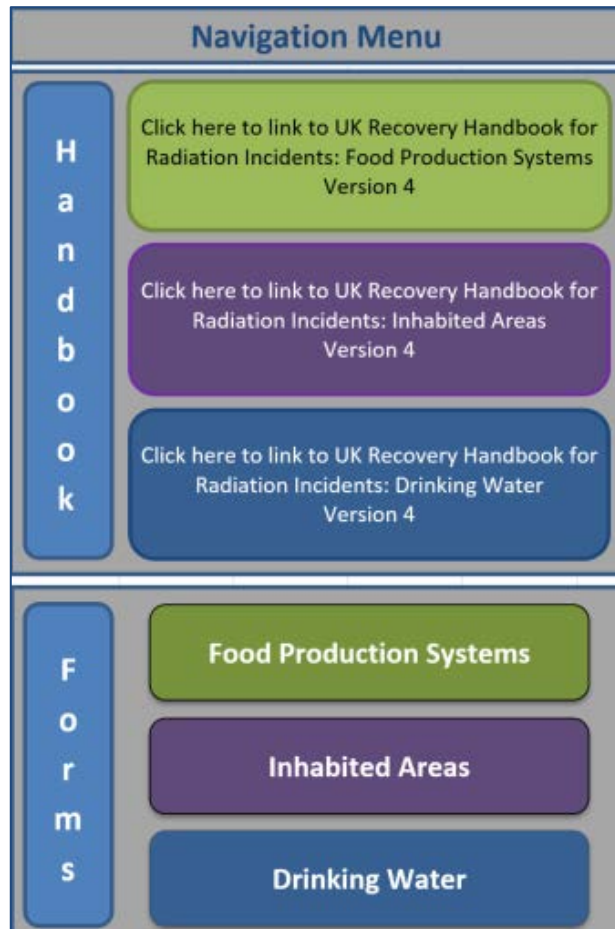 Navigation Menu
Handbook
Click here to link to UK Recovery Handbook for
Radiation Incidents: Food Production Systems
Version 4
Click here to link to UK Recovery Handbook for
Radiation Incidents: Inhabited Areas
Version 4
Click here to link to UK Recovery Handbook for
Radiation Incidents: Drinking Water
Version 4
Forms
Food Production Systems
Inhabited Areas
Drinking Water